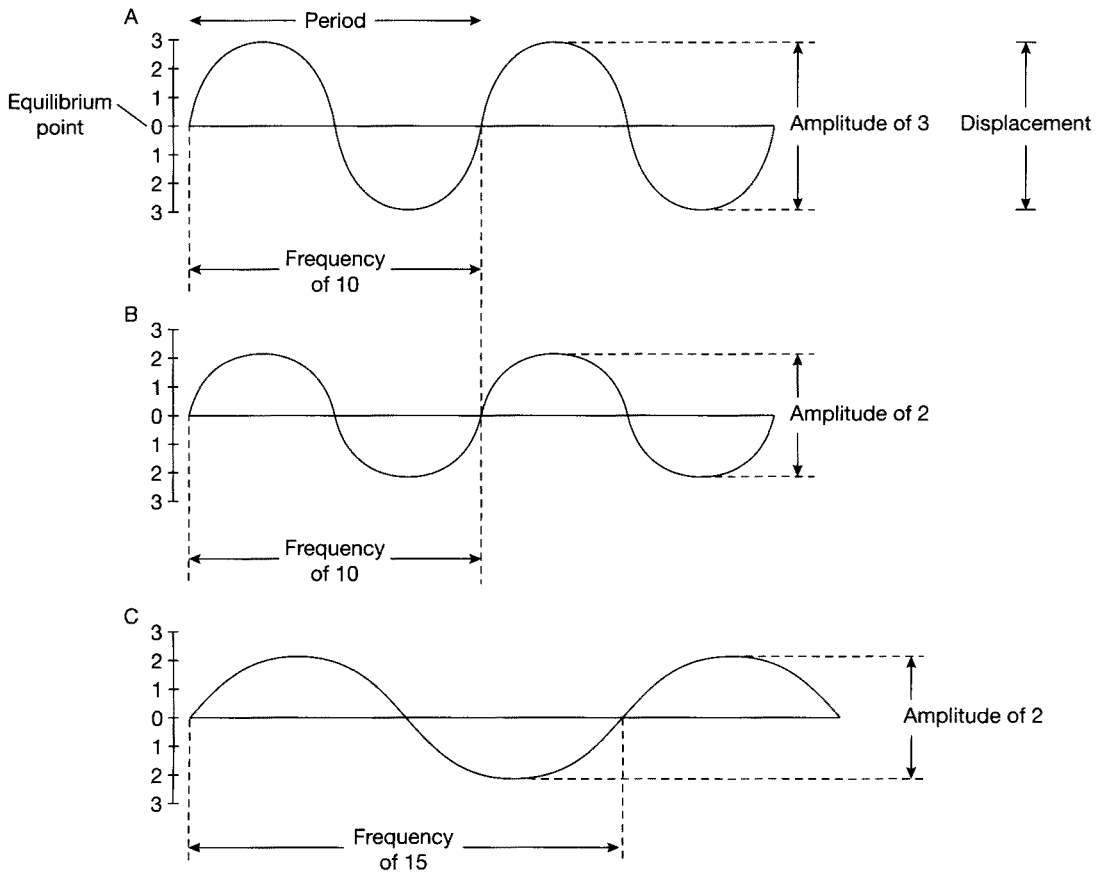 A
Period
3
2
1
0
1
2
3
Equilibrium
point
Amplitude of 3
Displacement
Frequency
of 10
B
3
2
1
0
1
2
3
Amplitude of 2
Frequency
of 10
C
3
2
1
0
1
2
3
Amplitude of 2
Frequency
of 15